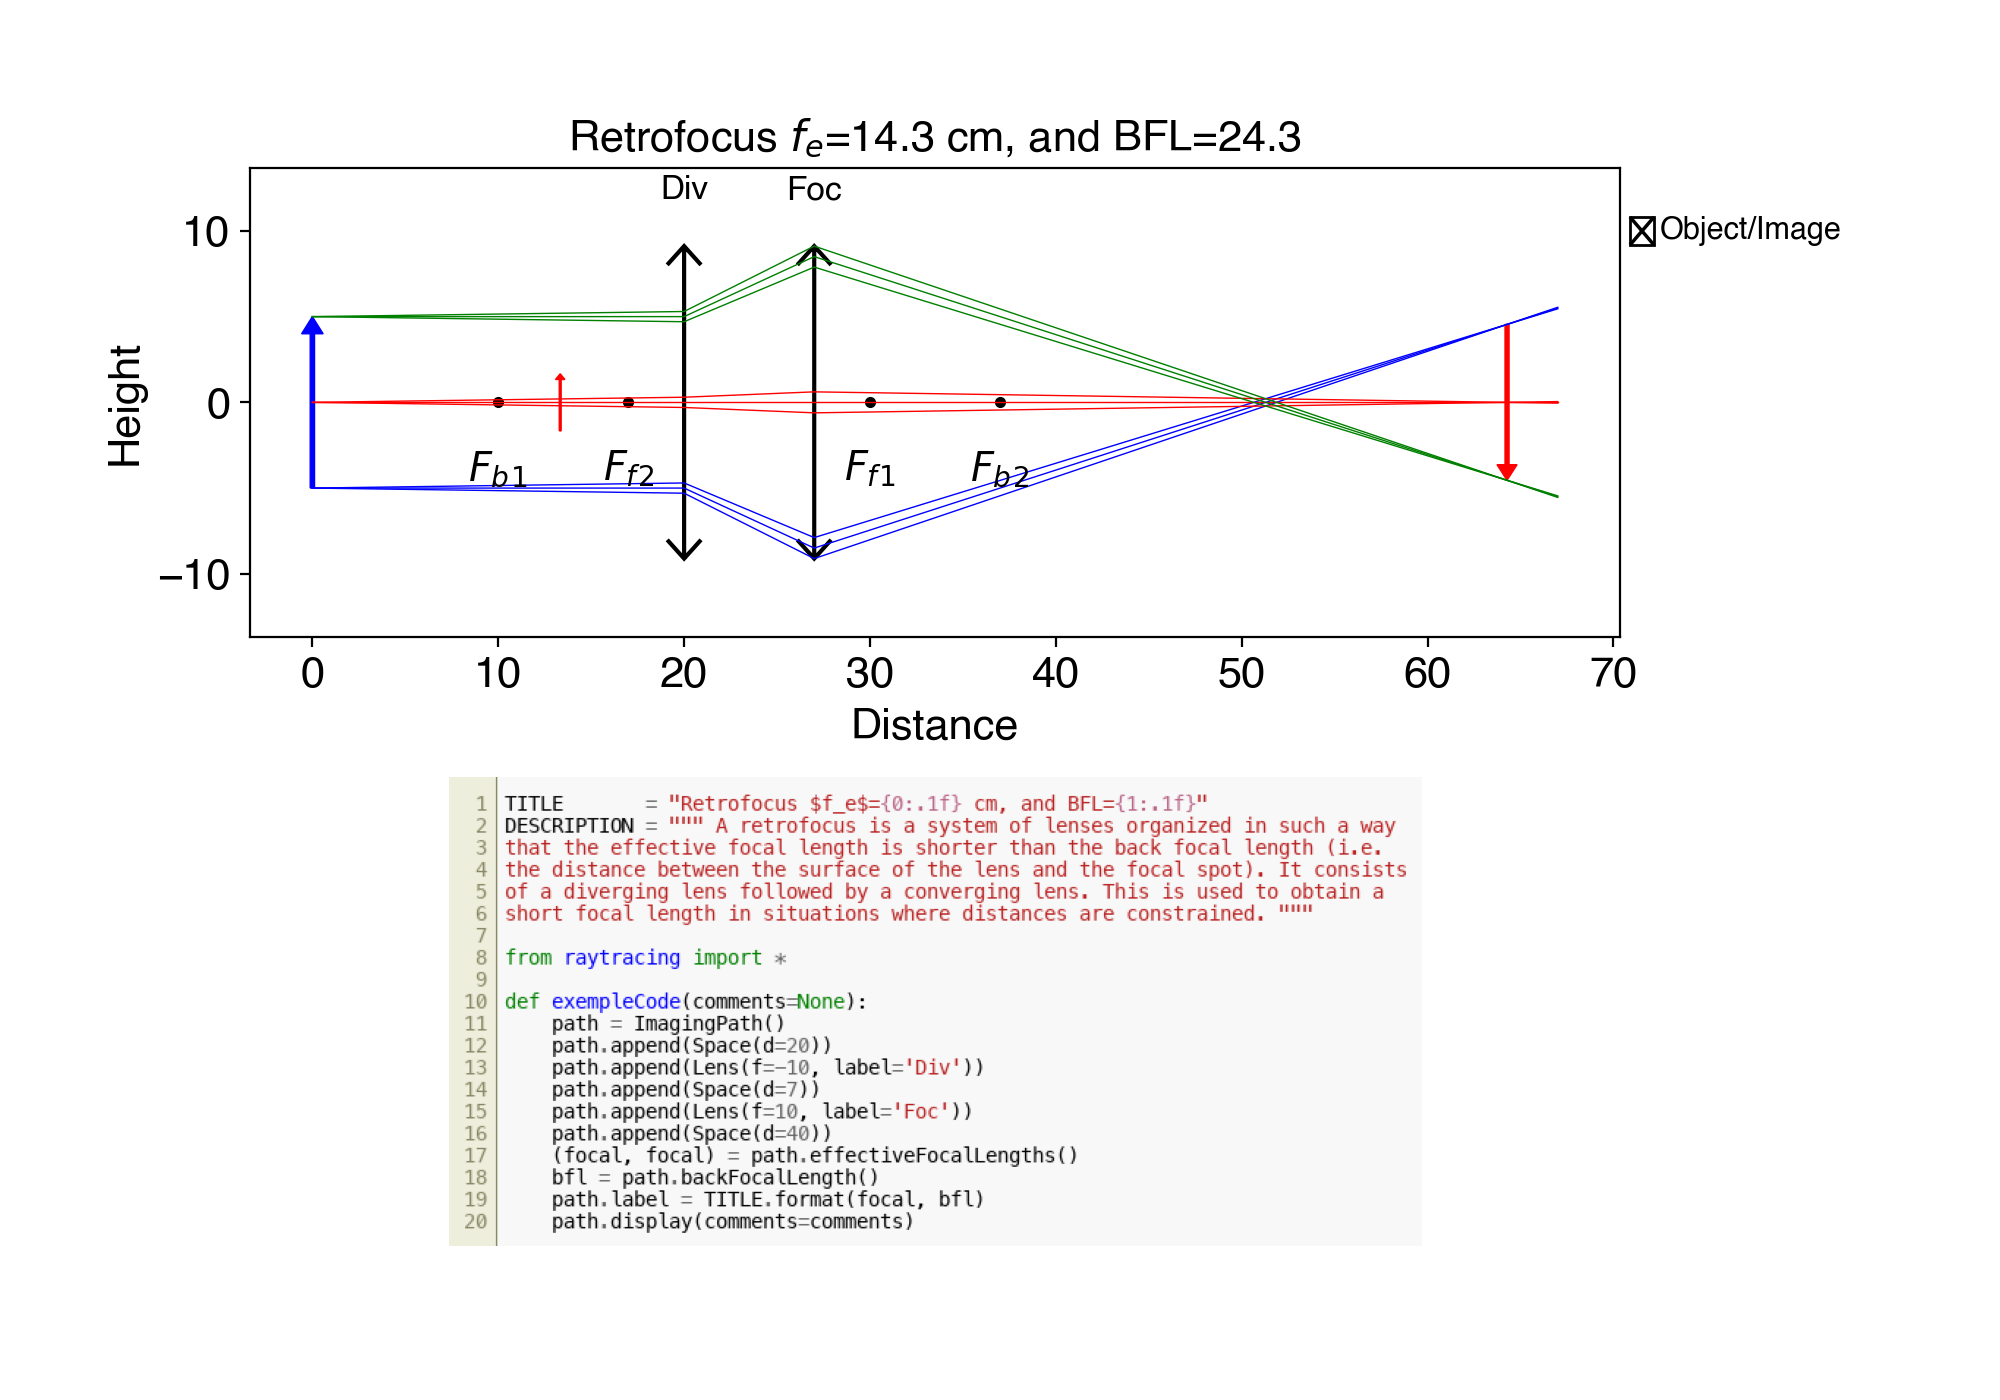 Retrofocus fe=14.3 cm, and BFL=24.3
Div
Foc
10
0
−10
Height
Object/Image
Fb1
Ff2
Ff1
Fb2
0 10 20 30 40 50 60 70
Distance
1 TITLE       = "Retrofocus $f_e$={0:.1f} cm, and BFL={1:.1f}"
2 DESCRIPTION = """ A retrofocus is a system of lenses organized in such a way
3 that the effective focal length is shorter than the back focal length (i.e.
4 the distance between the surface of the lens and the focal spot). It consists
5 of a diverging lens followed by a converging lens. This is used to obtain a
6 short focal length in situations where distances are constrained. """
7
8 from raytracing import *
9
10 def exempleCode(comments=None):
11     path = ImagingPath()
12     path.append(Space(d=20))
13     path.append(Lens(f=−10, label='Div'))
14     path.append(Space(d=7))
15     path.append(Lens(f=10, label='Foc'))
16     path.append(Space(d=40))
17     (focal, focal) = path.effectiveFocalLengths()
18     bfl = path.backFocalLength()
19     path.label = TITLE.format(focal, bfl)
20     path.display(comments=comments)